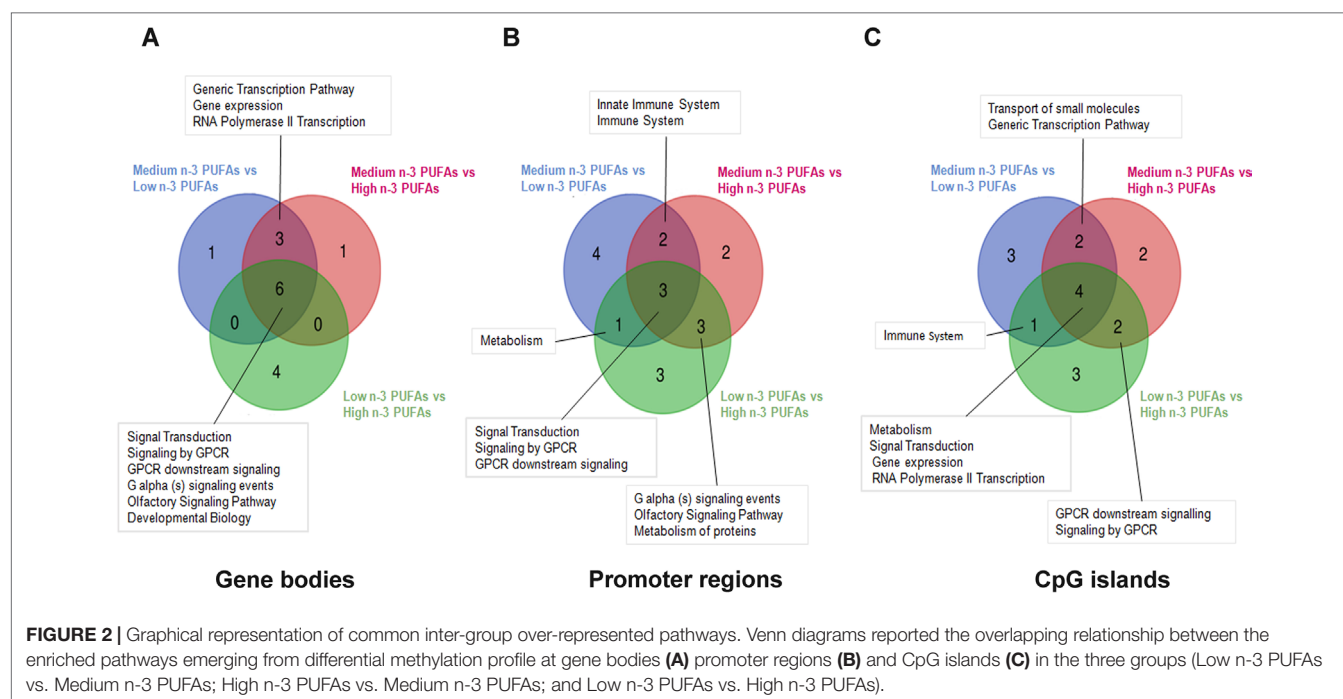 A
Generic Transcription Pathway
Gene expression
RNA Polymerase II Transcription
Medium n-3 PUFAs vs
Low n-3 PUFAs
Medium n-3 PUFAs vs
High n-3 PUFAs
1
3
1
6
0
0
4
Low n-3 PUFAs vs
High n-3 PUFAs
Signal Transduction
Signaling by GPCR
GPCR downstream signaling
G alpha (s) signaling events
Olfactory Signaling Pathway
Developmental Biology
Gene bodies
B
Innate Immune System
Immune System
Medium n-3 PUFAs vs
Low n-3 PUFAs
Medium n-3 PUFAs vs
High n-3 PUFAs
4
2
2
3
1
3
3
Metabolism
Low n-3 PUFAs vs
High n-3 PUFAs
Signal Transduction
Signaling by GPCR
GPCR downstream signaling
G alpha (s) signaling events
Olfactory Signaling Pathway
Metabolism of proteins
Promoter regions
C
Transport of small molecules
Generic Transcription Pathway
Medium n-3 PUFAs vs
Low n-3 PUFAs
Medium n-3 PUFAs vs
High n-3 PUFAs
3
2
2
4
1
2
3
Immune System
Low n-3 PUFAs vs
High n-3 PUFAs
Metabolism
Signal Transduction
Gene expression
RNA Polymerase II Transcription
GPCR downstream signalling
Signaling by GPCR
CpG islands
FIGURE 2 | Graphical representation of common inter-group over-represented pathways. Venn diagrams reported the overlapping relationship between the
enriched pathways emerging from differential methylation profile at gene bodies (A) promoter regions (B) and CpG islands (C) in the three groups (Low n-3 PUFAs
vs. Medium n-3 PUFAs; High n-3 PUFAs vs. Medium n-3 PUFAs; and Low n-3 PUFAs vs. High n-3 PUFAs).